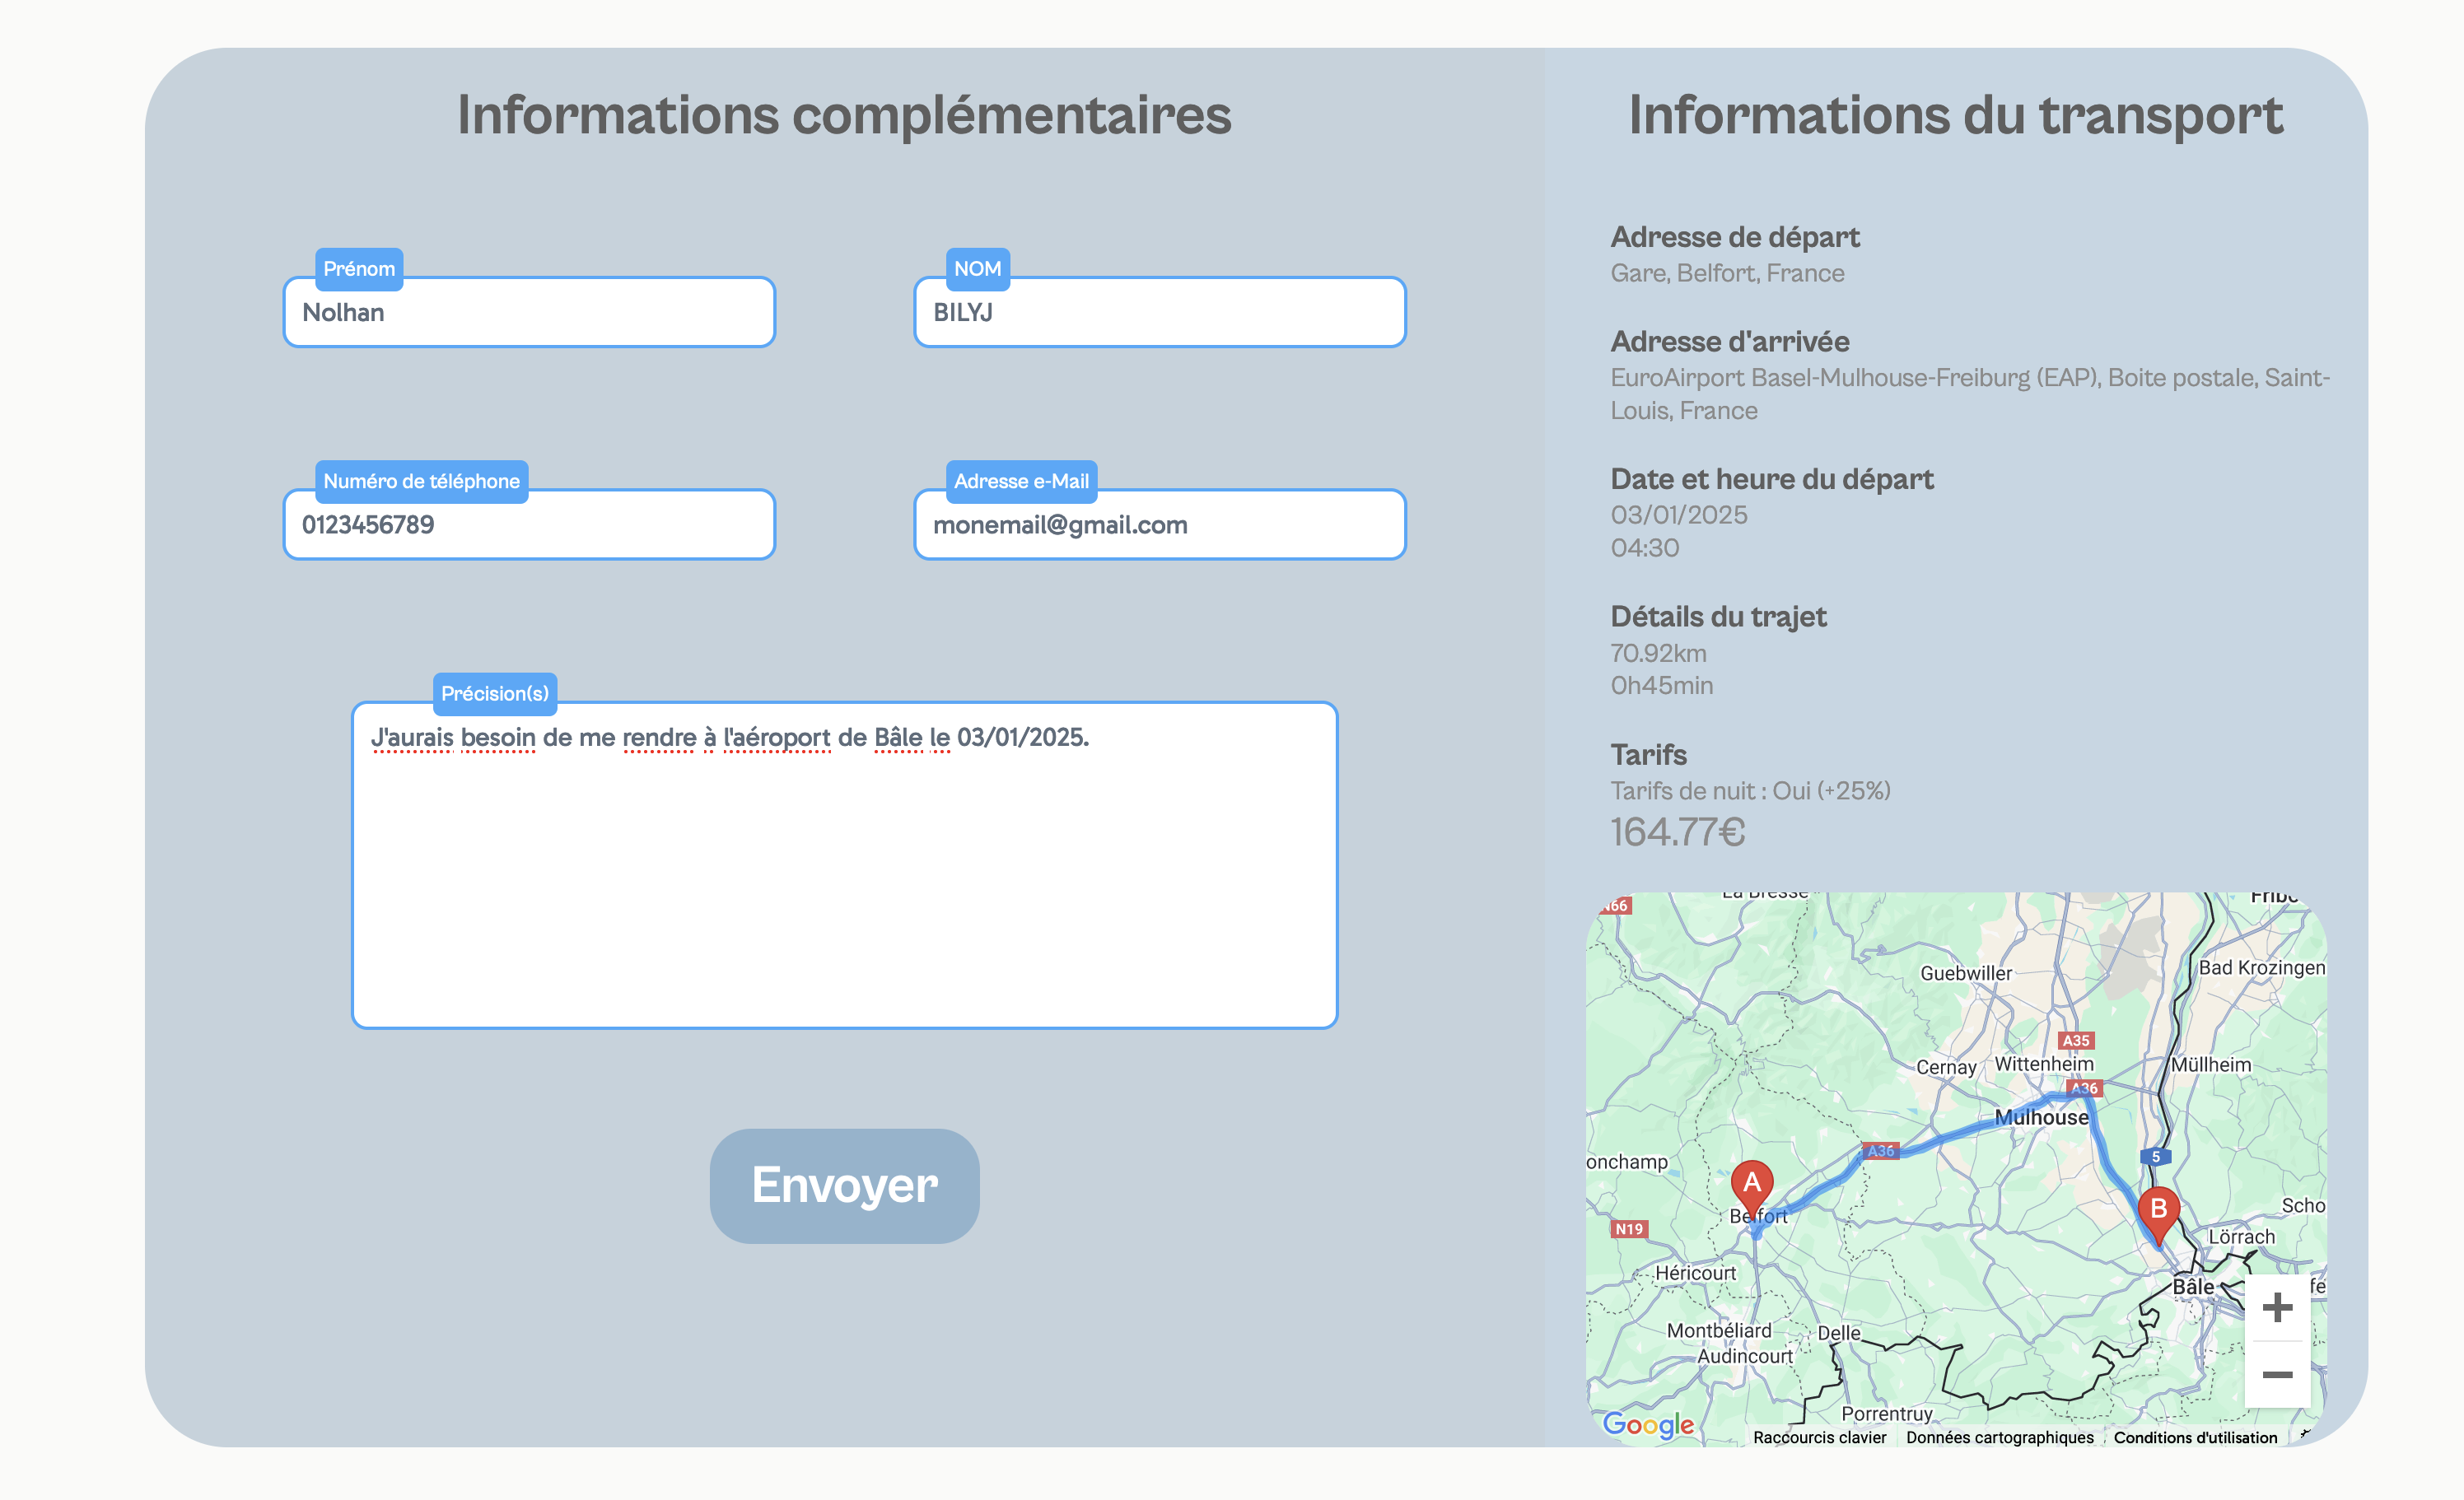 Informations complémentaires
Prénom
Nolhan
NOM
BILYJ
Numéro de téléphone
0123456789
Adresse e-Mail
monemail@gmail.com
Précision(s)
J'aurais besoin de me rendre à l'aéroport de Bâle le 03/01/2025.
Envoyer
Informations du transport
Adresse de départ
Gare, Belfort, France
Adresse d'arrivée
EuroAirport Basel-Mulhouse-Freiburg (EAP), Boite postale, Saint-
Louis, France
Date et heure du départ
03/01/2025
04:30
Détails du trajet
70.92km
0h45min
Tarifs
Tarifs de nuit : Oui (+25%)
164.77€
La Bresse
N66
Guebwiller
Bad Krozingen
A35
Cernay
Wittenheim
Müllheim
A36
Mulhouse
A36
5
onchamp
A
Belfort
B
N19
Scho
Lörrach
Héricourt
Bâle
fe
Montbéliard
Delle
Audincourt
Porrentruy
+
−
Google
Raccourcis clavier
Données cartographiques
Conditions d'utilisation